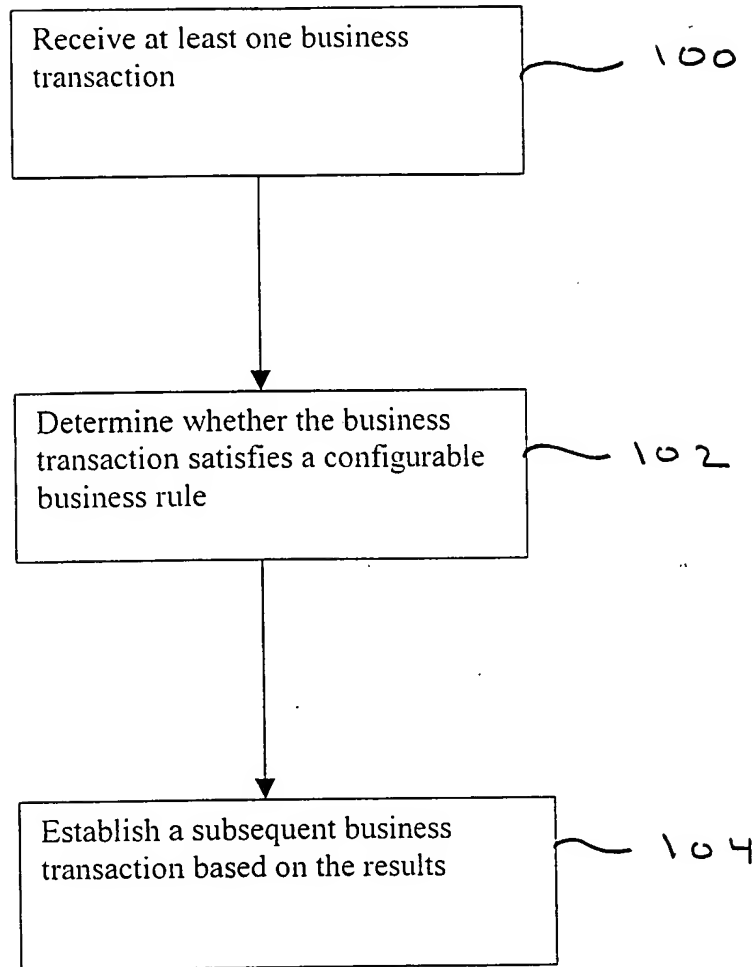 Receive at least one business
transaction
100
Determine whether the business
transaction satisfies a configurable
business rule
102
Establish a subsequent business
transaction based on the results
104